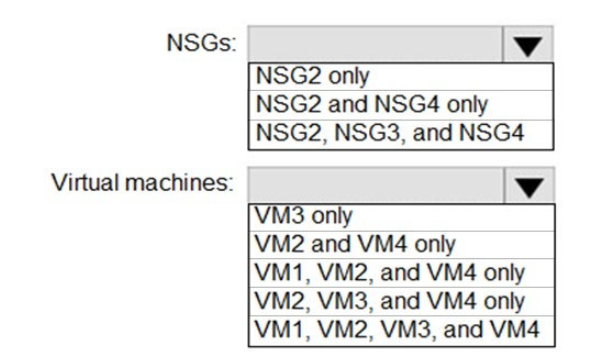 NSGs:
NSG2 only
NSG2 and NSG4 only
NSG2, NSG3, and NSG4
Virtual machines:
VM3 only
VM2 and VM4 only
VM1, VM2, and VM4 only
VM2, VM3, and VM4 only
VM1, VM2, VM3, and VM4